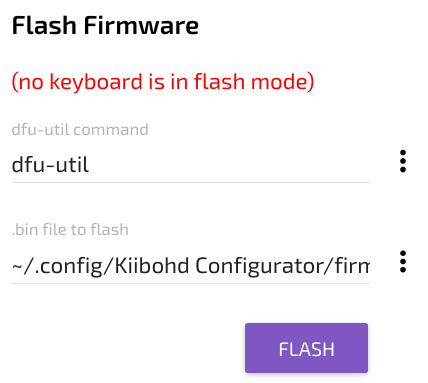 Flash Firmware
(no keyboard is in flash mode)
dfu-util command
dfu-util
.bin file to flash
~/.config/Kiibohd Configurator/firm
FLASH